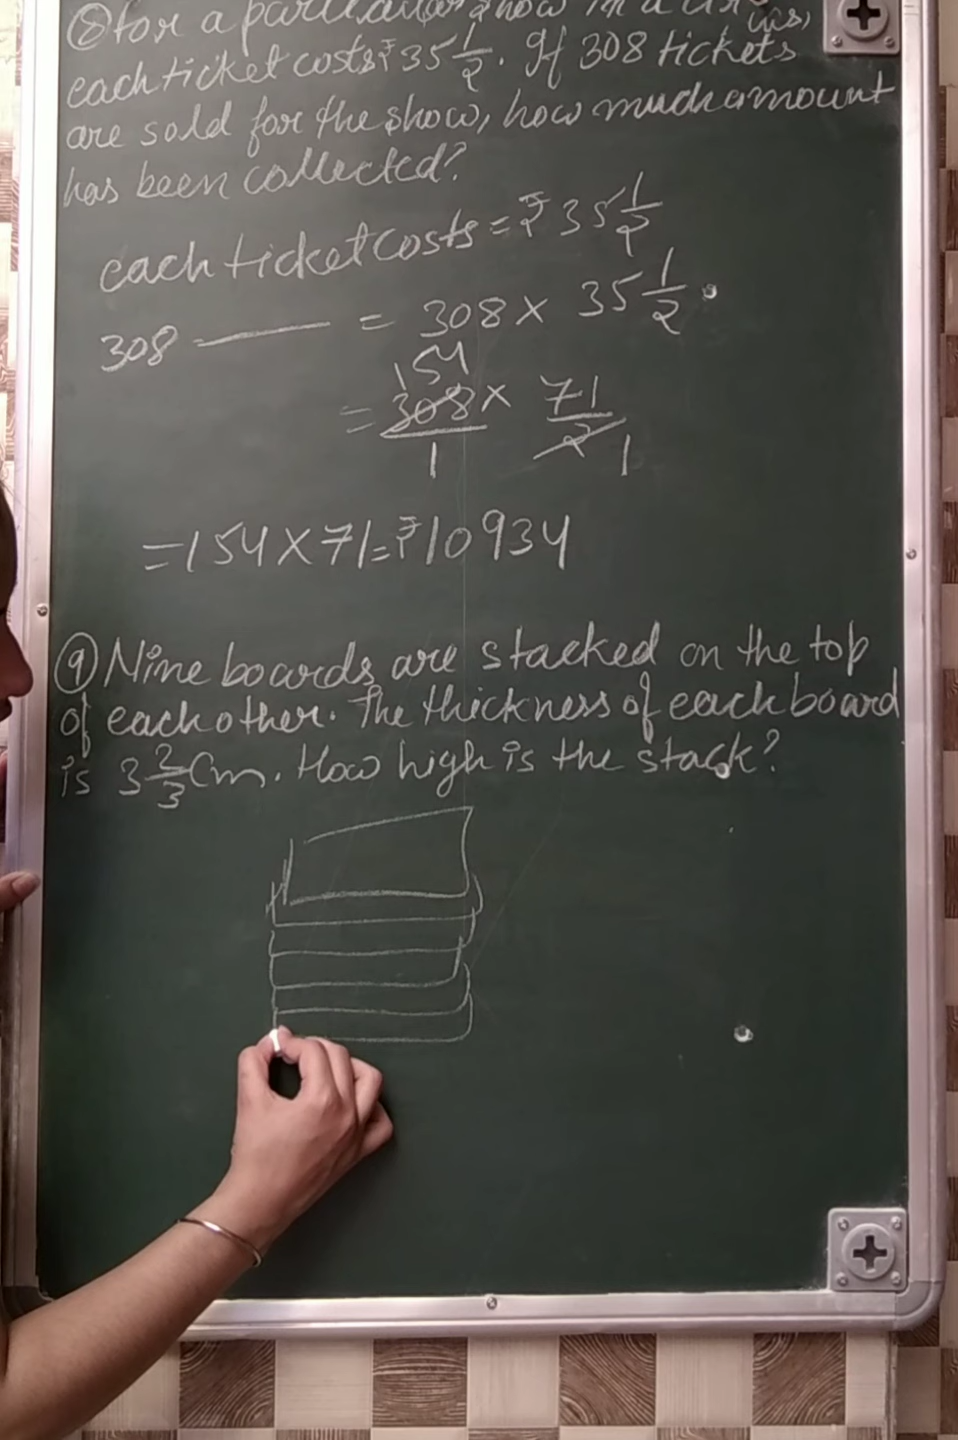 ⑧ for a particular show in a circus,
each ticket costs ₹35 1/2. If 308 tickets
are sold for the show, how much amount
has been collected?
each ticket costs = ₹ 35 1/2
308 —— = 308 × 35 1/2
154
= 308/1 × 71/2 1
= 154 × 71 = ₹10934
⑨ Nine boards are stacked on the top
of each other. The thickness of each board
is 3 2/3 Cm. How high is the stack?